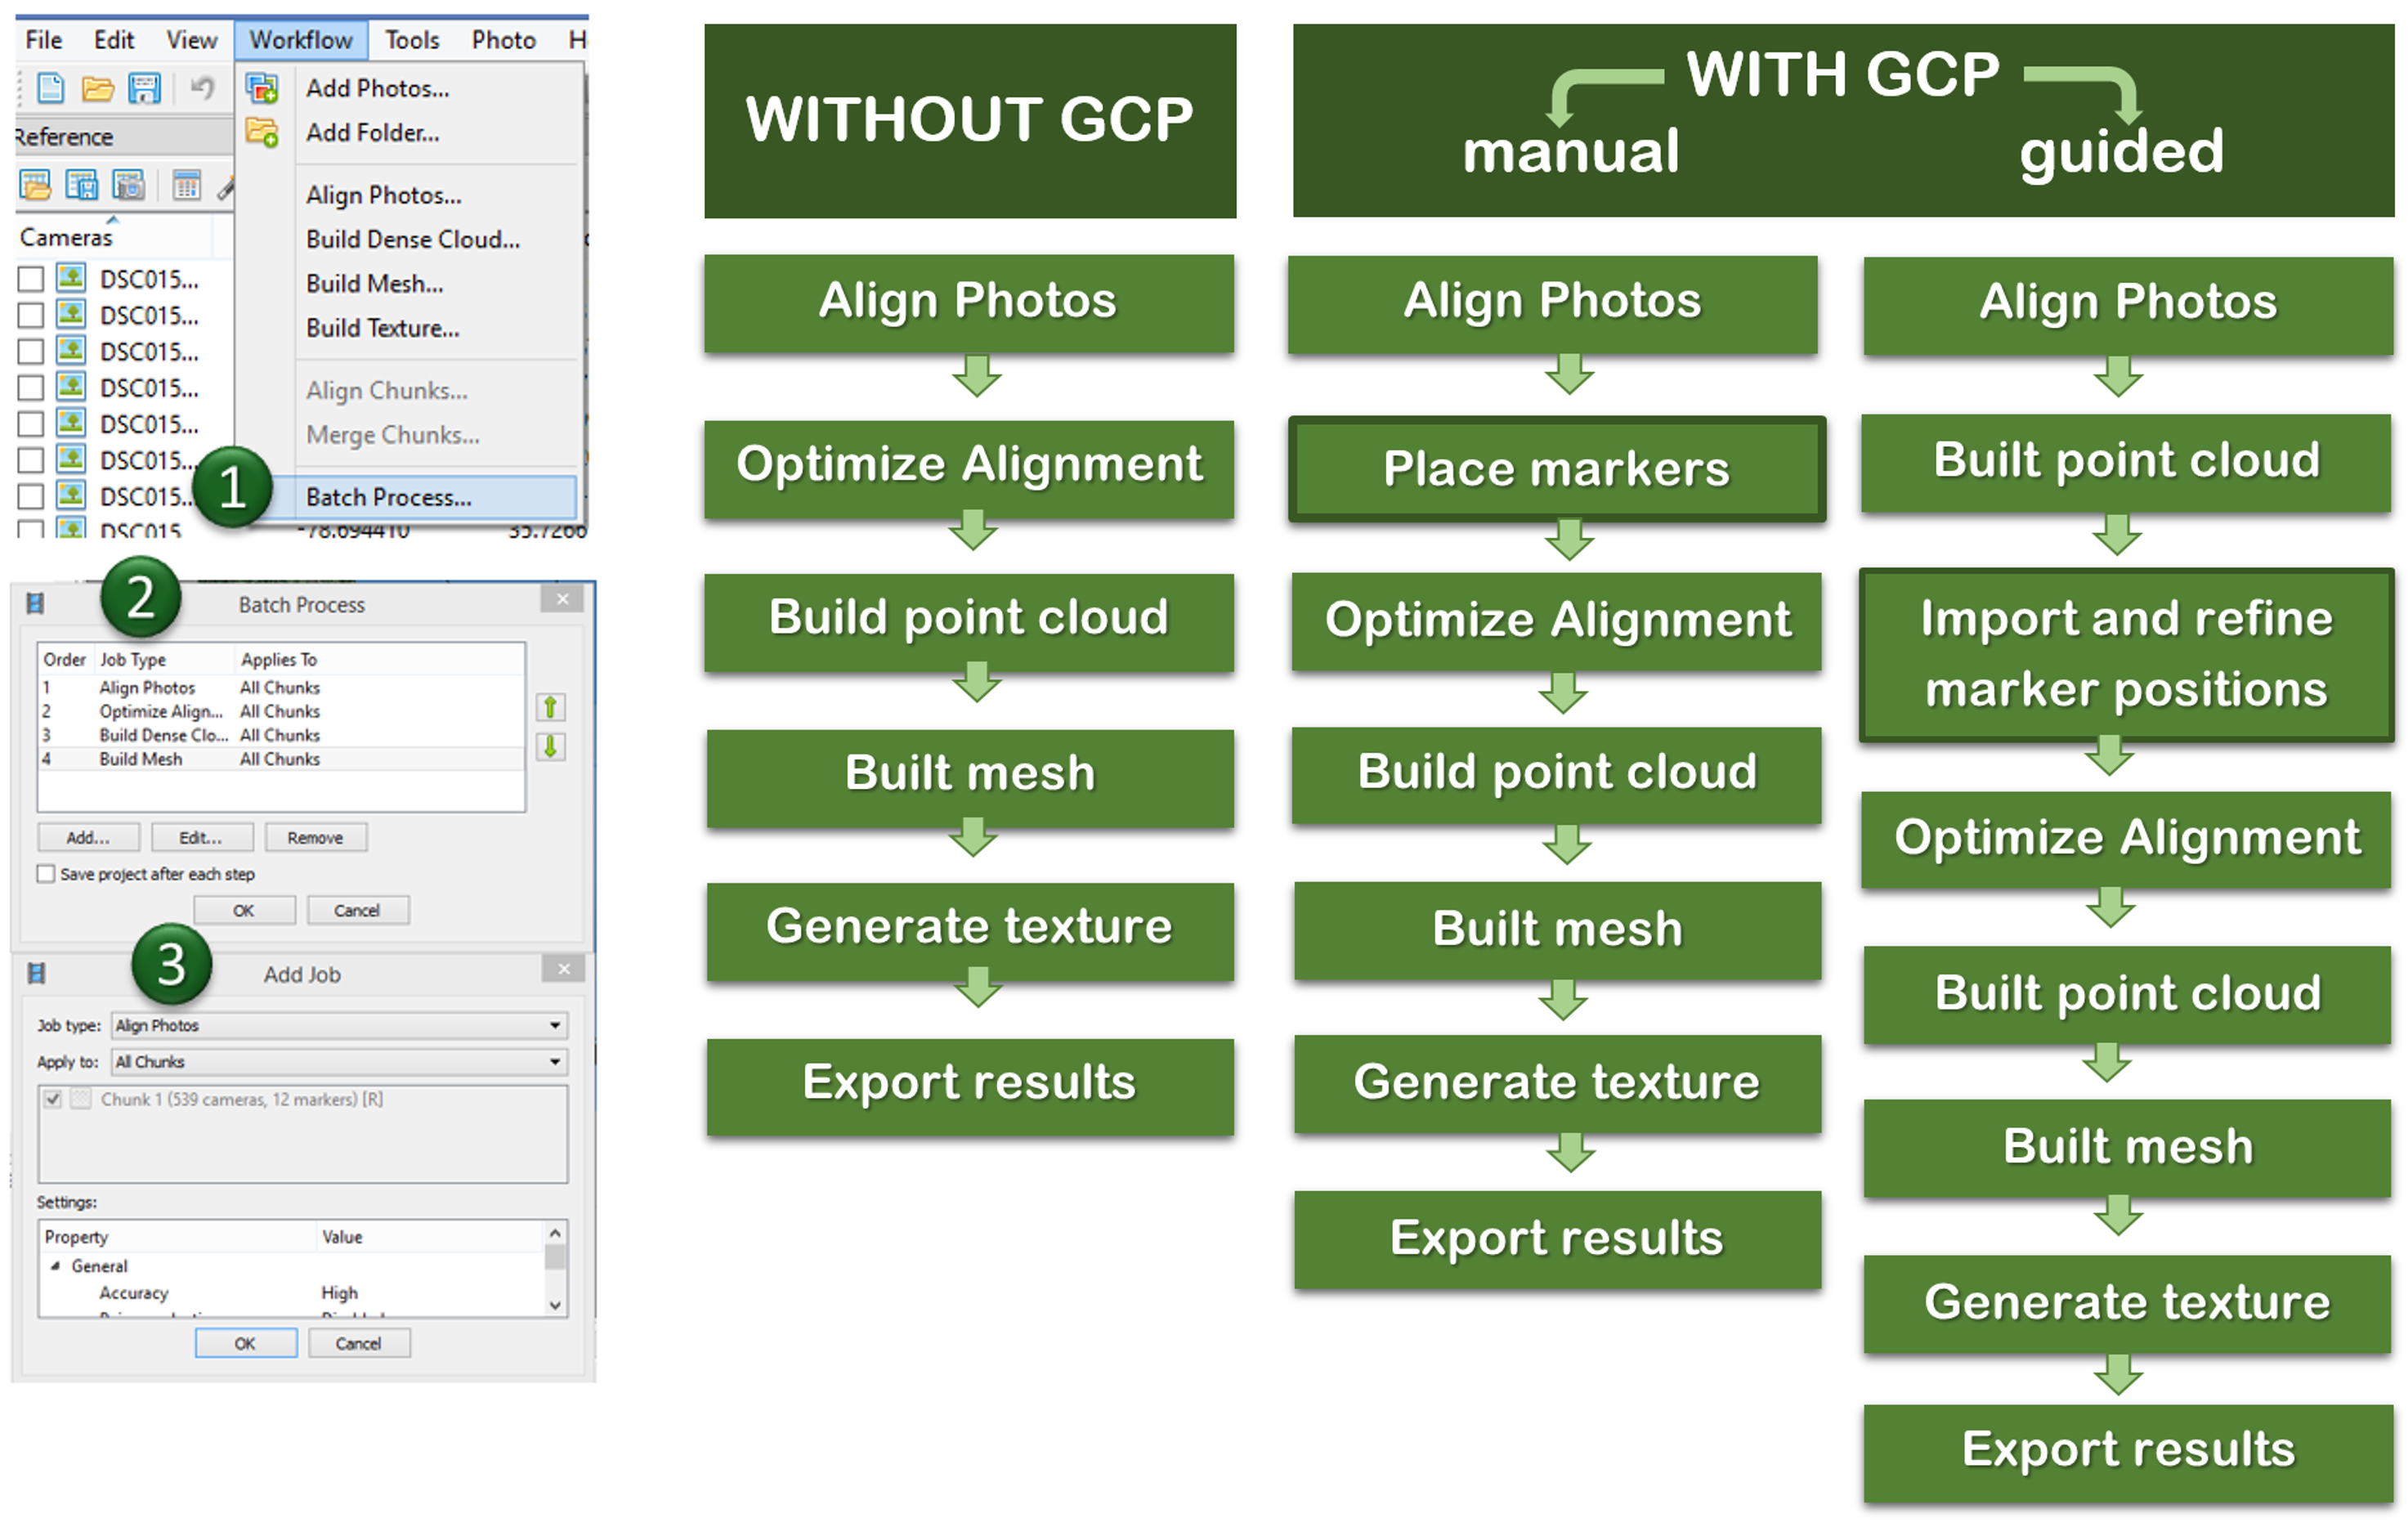 File Edit View Workflow Tools Photo
Add Photos...
Add Folder...
Reference
Align Photos...
Build Dense Cloud...
Build Mesh...
Build Texture...
Align Chunks...
Merge Chunks...
Batch Process...
1
Cameras
DSC015...
DSC015...
DSC015...
DSC015...
DSC015...
DSC015...
DSC015...
DSC015 -78.694410 35.7266
2
Batch Process
Order Job Type Applies To
1 Align Photos All Chunks
2 Optimize Align... All Chunks
3 Build Dense Clo... All Chunks
4 Build Mesh All Chunks
Add... Edit... Remove
Save project after each step
OK Cancel
3
Add Job
Job type: Align Photos
Apply to: All Chunks
Chunk 1 (539 cameras, 12 markers) [R]
Settings:
Property Value
General
Accuracy High
OK Cancel
WITHOUT GCP
Align Photos
Optimize Alignment
Build point cloud
Built mesh
Generate texture
Export results
WITH GCP
manual
guided
Align Photos
Place markers
Optimize Alignment
Build point cloud
Built mesh
Generate texture
Export results
Align Photos
Built point cloud
Import and refine
marker positions
Optimize Alignment
Built point cloud
Built mesh
Generate texture
Export results